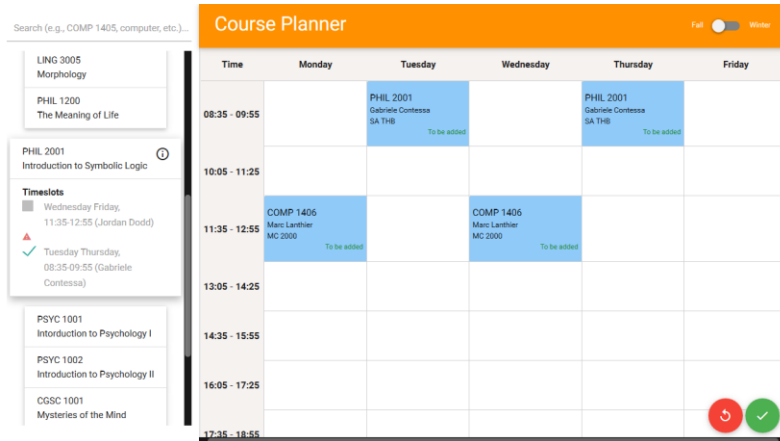 Search (e.g., COMP 1405, computer, etc.)...
LING 3005
Morphology
PHIL 1200
The Meaning of Life
PHIL 2001
Introduction to Symbolic Logic
Timeslots
Wednesday Friday,
11:35-12:55 (Jordan Dodd)
Tuesday Thursday,
08:35-09:55 (Gabriele
Contessa)
PSYC 1001
Intorduction to Psychology I
PSYC 1002
Introduction to Psychology II
CGSC 1001
Mysteries of the Mind
Course Planner
Fall Winter
Time Monday Tuesday Wednesday Thursday Friday
08:35 - 09:55
PHIL 2001
Gabriele Contessa
SA THB
To be added
PHIL 2001
Gabriele Contessa
SA THB
To be added
10:05 - 11:25
11:35 - 12:55
COMP 1406
Marc Lanthier
MC 2000
To be added
COMP 1406
Marc Lanthier
MC 2000
To be added
13:05 - 14:25
14:35 - 15:55
16:05 - 17:25
17:35 - 18:55